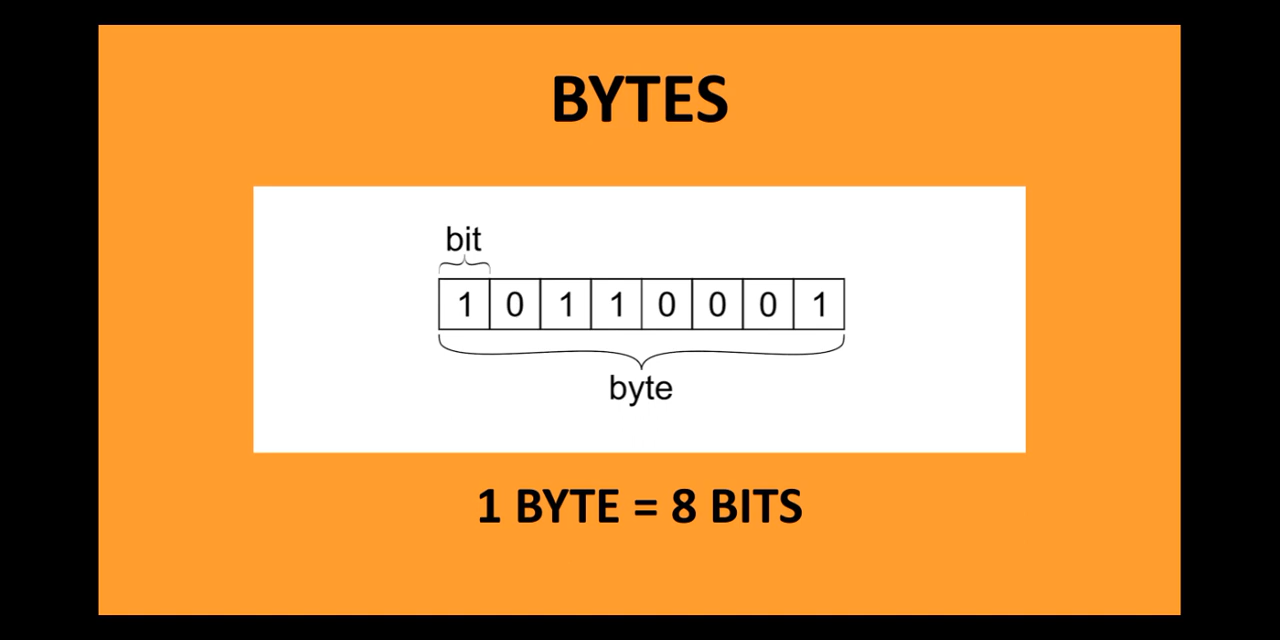 BYTES
bit
1 0 1 1 0 0 0 1
byte
1 BYTE = 8 BITS